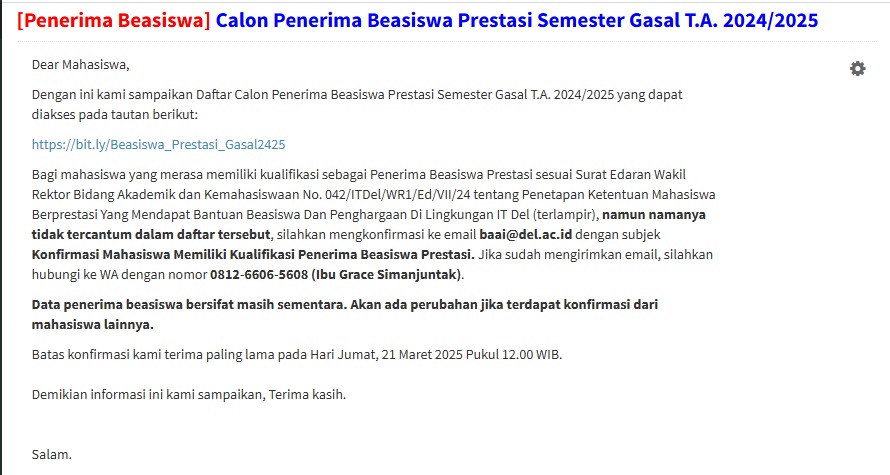 [Penerima Beasiswa] Calon Penerima Beasiswa Prestasi Semester Gasal T.A. 2024/2025
Dear Mahasiswa,
Dengan ini kami sampaikan Daftar Calon Penerima Beasiswa Prestasi Semester Gasal T.A. 2024/2025 yang dapat
diakses pada tautan berikut:
https://bit.ly/Beasiswa_Prestasi_Gasal2425
Bagi mahasiswa yang merasa memiliki kualifikasi sebagai Penerima Beasiswa Prestasi sesuai Surat Edaran Wakil
Rektor Bidang Akademik dan Kemahasiswaan No. 042/ITDel/WR1/Ed/VII/24 tentang Penetapan Ketentuan Mahasiswa
Berprestasi Yang Mendapat Bantuan Beasiswa Dan Penghargaan Di Lingkungan IT Del (terlampir), namun namanya
tidak tercantum dalam daftar tersebut, silahkan mengkonfirmasi ke email baai@del.ac.id dengan subjek
Konfirmasi Mahasiswa Memiliki Kualifikasi Penerima Beasiswa Prestasi. Jika sudah mengirimkan email, silahkan
hubungi ke WA dengan nomor 0812-6606-5608 (Ibu Grace Simanjuntak).
Data penerima beasiswa bersifat masih sementara. Akan ada perubahan jika terdapat konfirmasi dari
mahasiswa lainnya.
Batas konfirmasi kami terima paling lama pada Hari Jumat, 21 Maret 2025 Pukul 12.00 WIB.
Demikian informasi ini kami sampaikan, Terima kasih.
Salam.